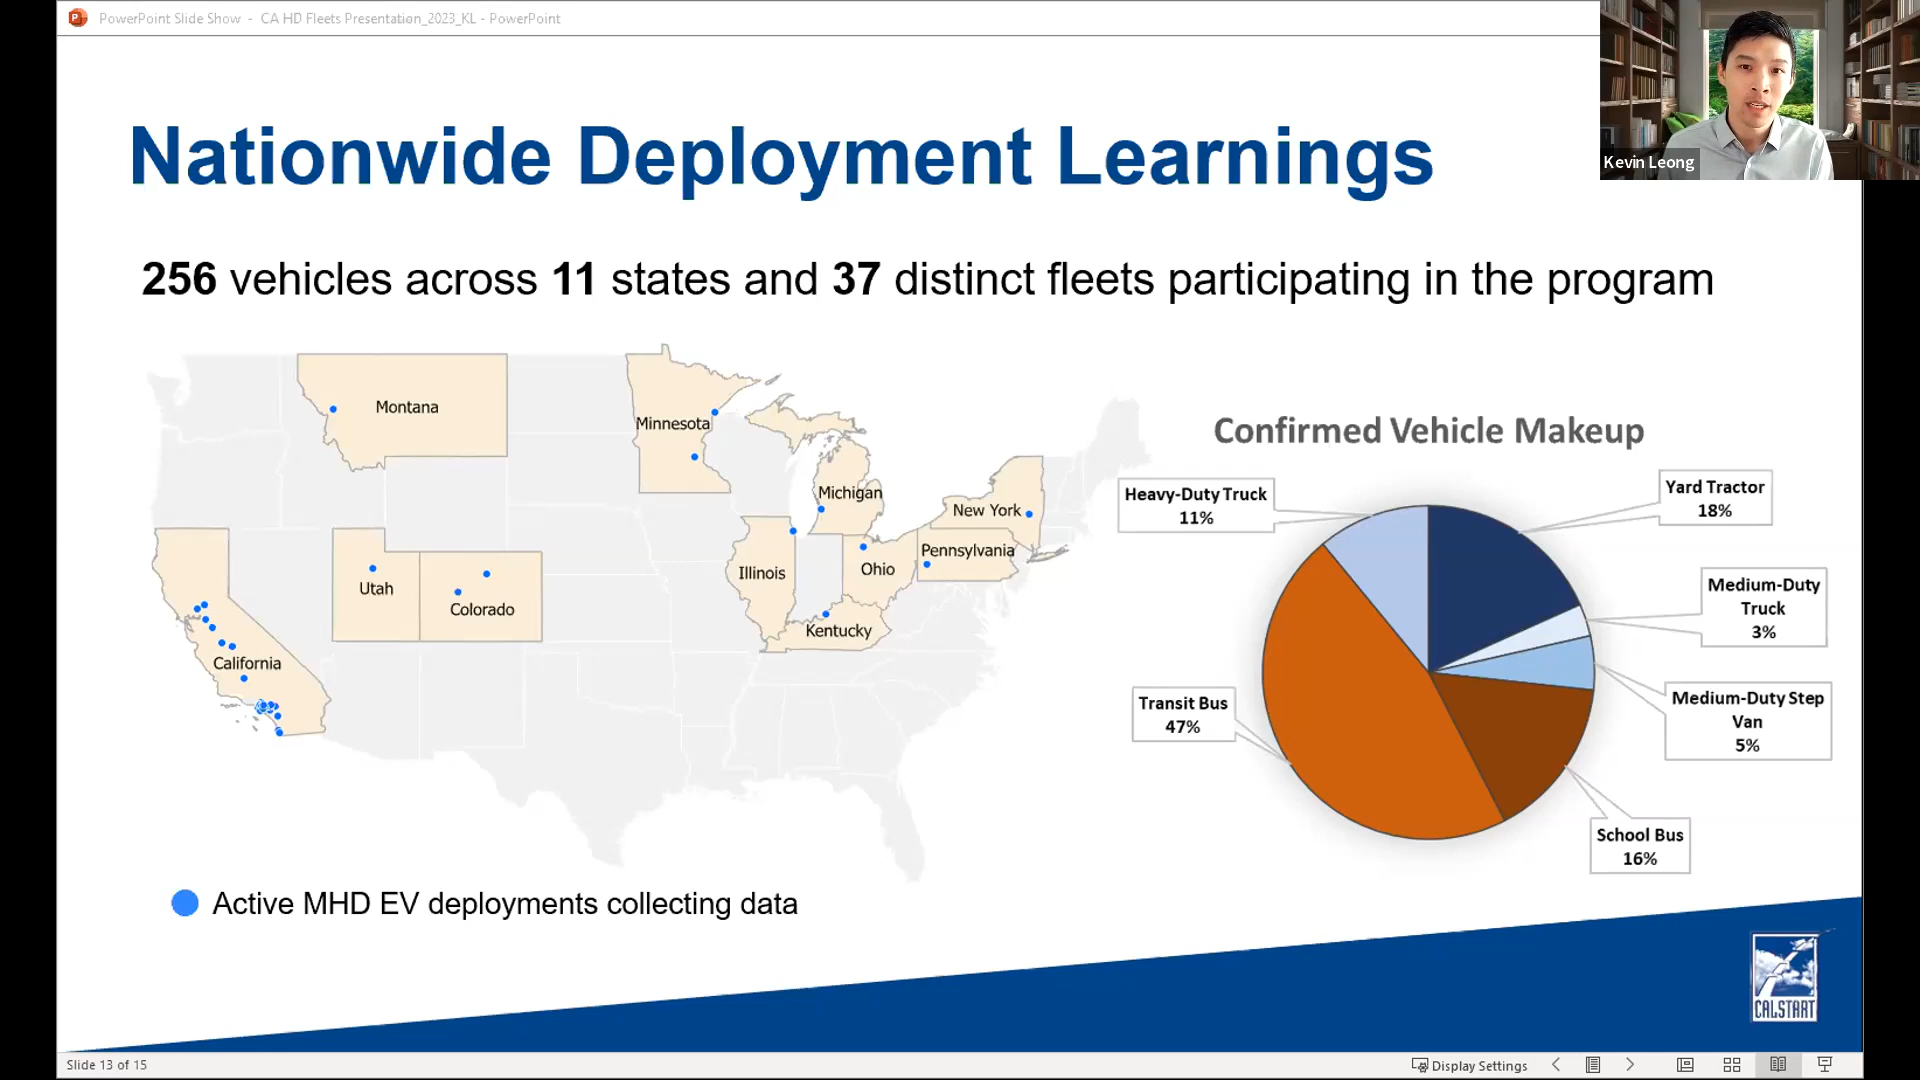 PowerPoint Slide Show - CA HD Fleets Presentation_2023_KL - PowerPoint
Kevin Leong
Nationwide Deployment Learnings
256 vehicles across 11 states and 37 distinct fleets participating in the program
Montana
Minnesota
Michigan
New York
Pennsylvania
Illinois
Ohio
Utah
Colorado
Kentucky
California
Active MHD EV deployments collecting data
Confirmed Vehicle Makeup
Heavy-Duty Truck
11%
Yard Tractor
18%
Medium-Duty
Truck
3%
Medium-Duty Step
Van
5%
Transit Bus
47%
School Bus
16%
CALSTART
Slide 13 of 15
Display Settings